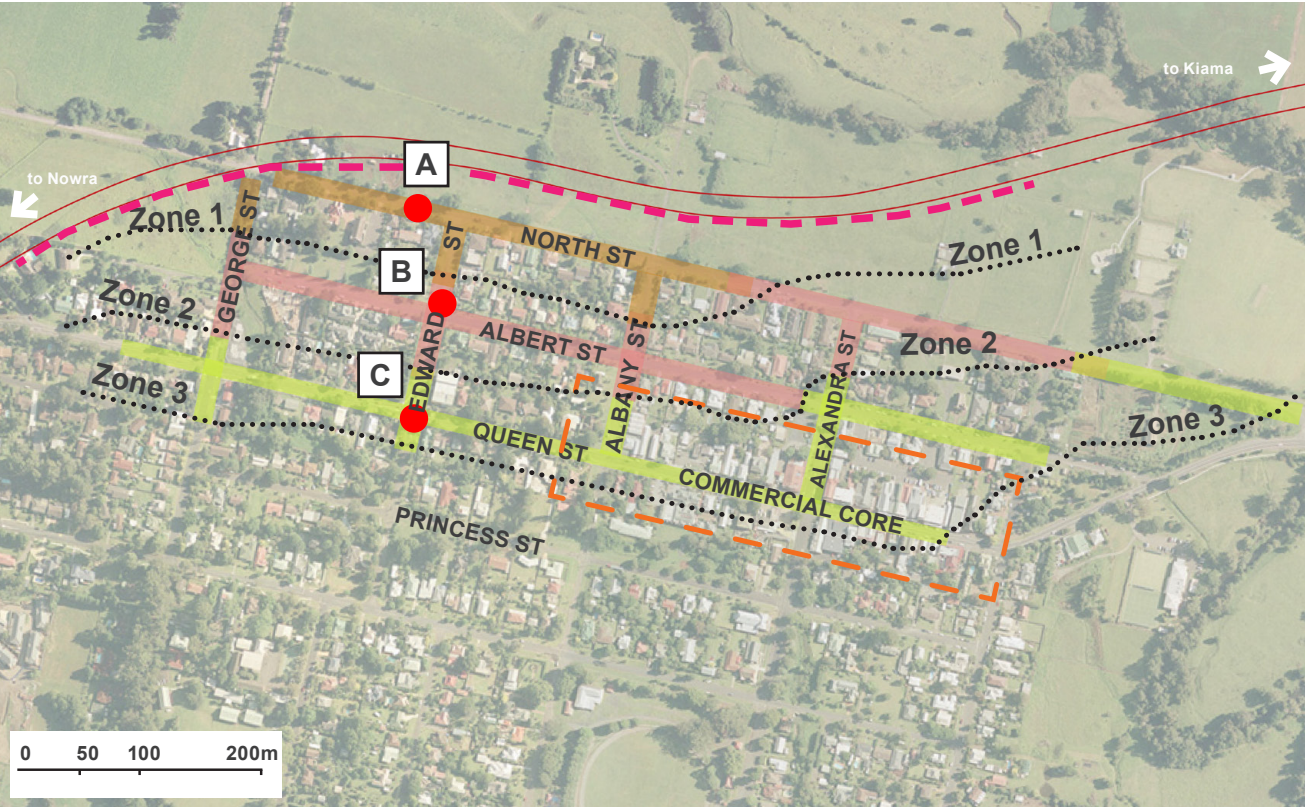 to Kiama
A
to Nowra
Zone 1
GEORGE ST
ST
NORTH ST
Zone 1
B
Zone 2
EDWARD
ALBERT ST
ALBANY ST
ALEXANDRA ST
Zone 2
C
Zone 3
QUEEN ST
COMMERCIAL CORE
Zone 3
PRINCESS ST
0 50 100 200m